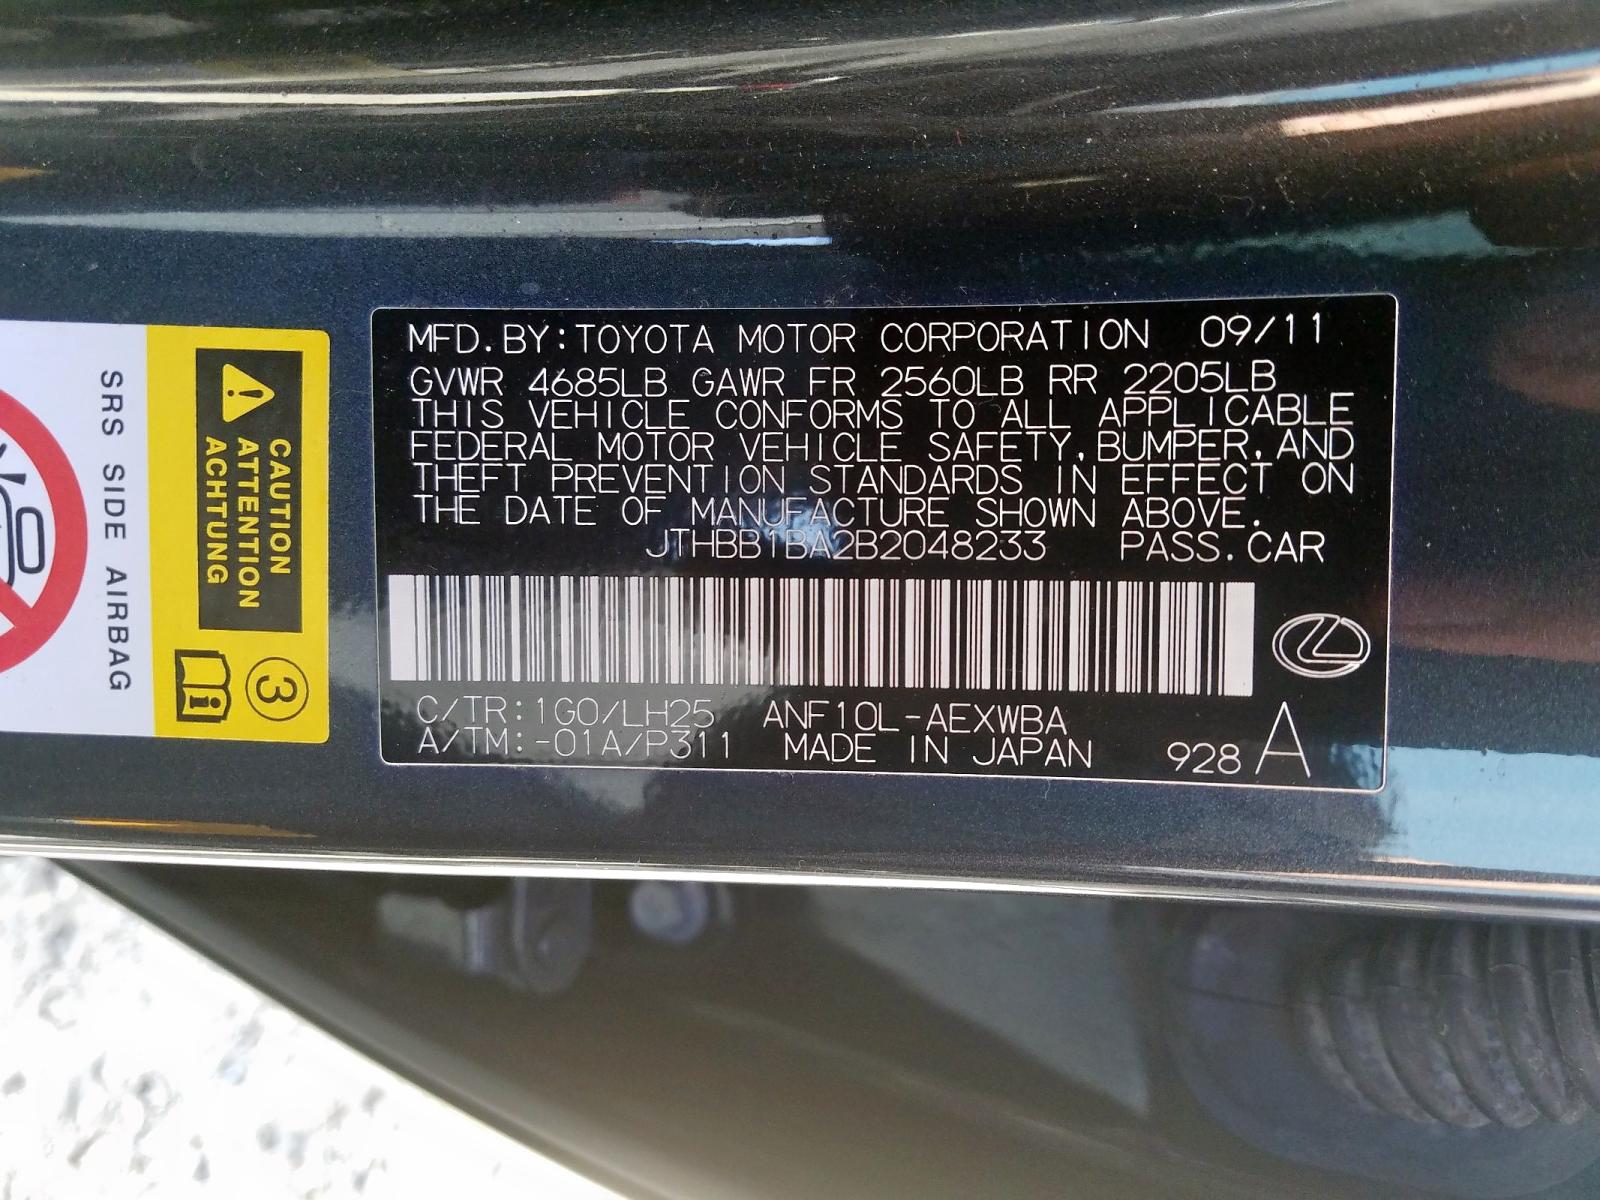 MFD.BY:TOYOTA MOTOR CORPORATION 09/11
GVWR 4685LB GAWR FR 2560LB RR 2205LB
THIS VEHICLE CONFORMS TO ALL APPLICABLE
FEDERAL MOTOR VEHICLE SAFETY,BUMPER,AND
THEFT PREVENTION STANDARDS IN EFFECT ON
THE DATE OF MANUFACTURE SHOWN ABOVE.
JTHBB1BA2B2048233 PASS.CAR
C/TR:1G0/LH25 ANF10L-AEXWBA
A/TM:-01A/P311 MADE IN JAPAN 928 A
CAUTION
ATTENTION
ACHTUNG
3
i
SRS SIDE AIRBAG